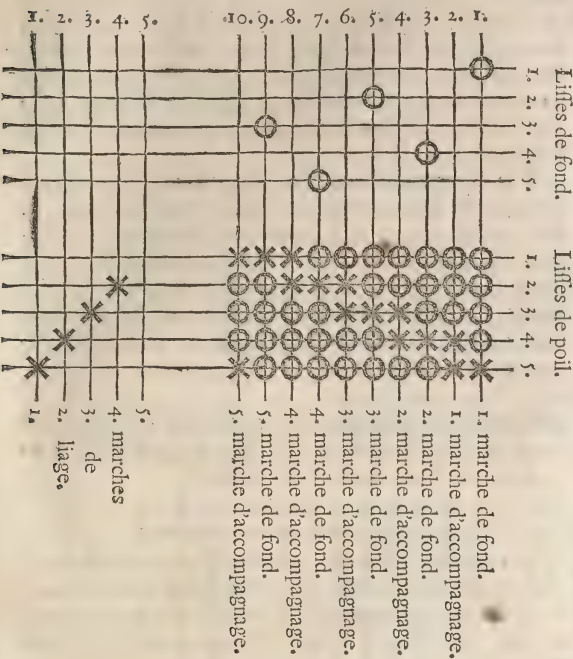 Liſſes de fond.
1. 2. 3. 4. 5.
Liſſes de poil.
1. 2. 3. 4. 5.
1. 2. 3. 4. 5.
10. 9. 8. 7. 6. 5. 4. 3. 2. 1.
1. marche de fond.
1. marche d'accompagnage.
2. marche de fond.
2. marche d'accompagnage.
3. marche de fond.
3. marche d'accompagnage.
4. marche de fond.
4. marche d'accompagnage.
5. marche de fond.
5. marche d'accompagnage.
5.
4. marches
3. de
2. liage.
1.